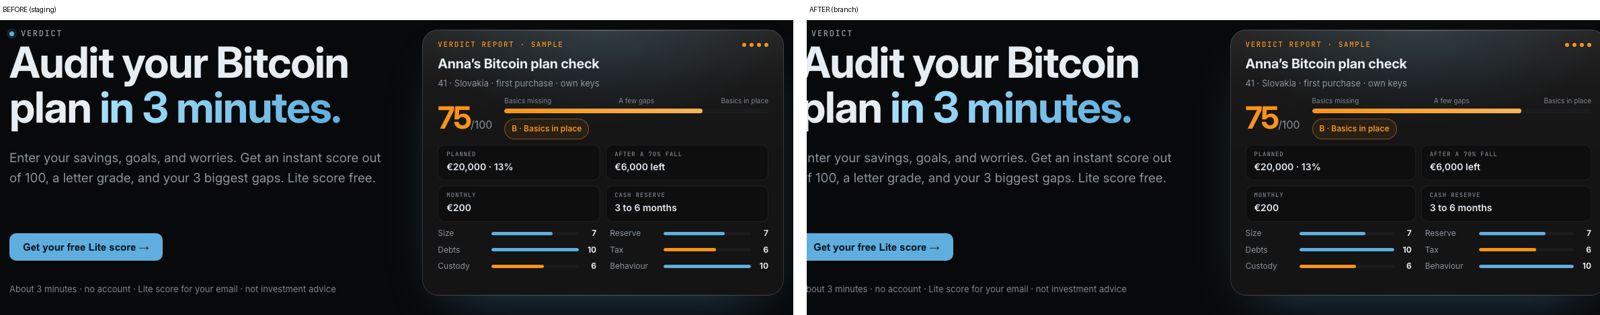 BEFORE (staging)
VERDICT
Audit your Bitcoin
plan in 3 minutes.
Enter your savings, goals, and worries. Get an instant score out
of 100, a letter grade, and your 3 biggest gaps. Lite score free.
Get your free Lite score →
About 3 minutes · no account · Lite score for your email · not investment advice
VERDICT REPORT · SAMPLE
Anna’s Bitcoin plan check
41 · Slovakia · first purchase · own keys
75/100
Basics missing A few gaps Basics in place
B · Basics in place
PLANNED AFTER A 70% FALL
€20,000 · 13% €6,000 left
MONTHLY CASH RESERVE
€200 3 to 6 months
Size 7 Reserve 7
Debts 10 Tax 6
Custody 6 Behaviour 10
AFTER (branch)
VERDICT
Audit your Bitcoin
plan in 3 minutes.
nter your savings, goals, and worries. Get an instant score out
f 100, a letter grade, and your 3 biggest gaps. Lite score free.
Get your free Lite score →
bout 3 minutes · no account · Lite score for your email · not investment advice
VERDICT REPORT · SAMPLE
Anna’s Bitcoin plan check
41 · Slovakia · first purchase · own keys
75/100
Basics missing A few gaps Basics in place
B · Basics in place
PLANNED AFTER A 70% FALL
€20,000 · 13% €6,000 left
MONTHLY CASH RESERVE
€200 3 to 6 months
Size 7 Reserve 7
Debts 10 Tax 6
Custody 6 Behaviour 10